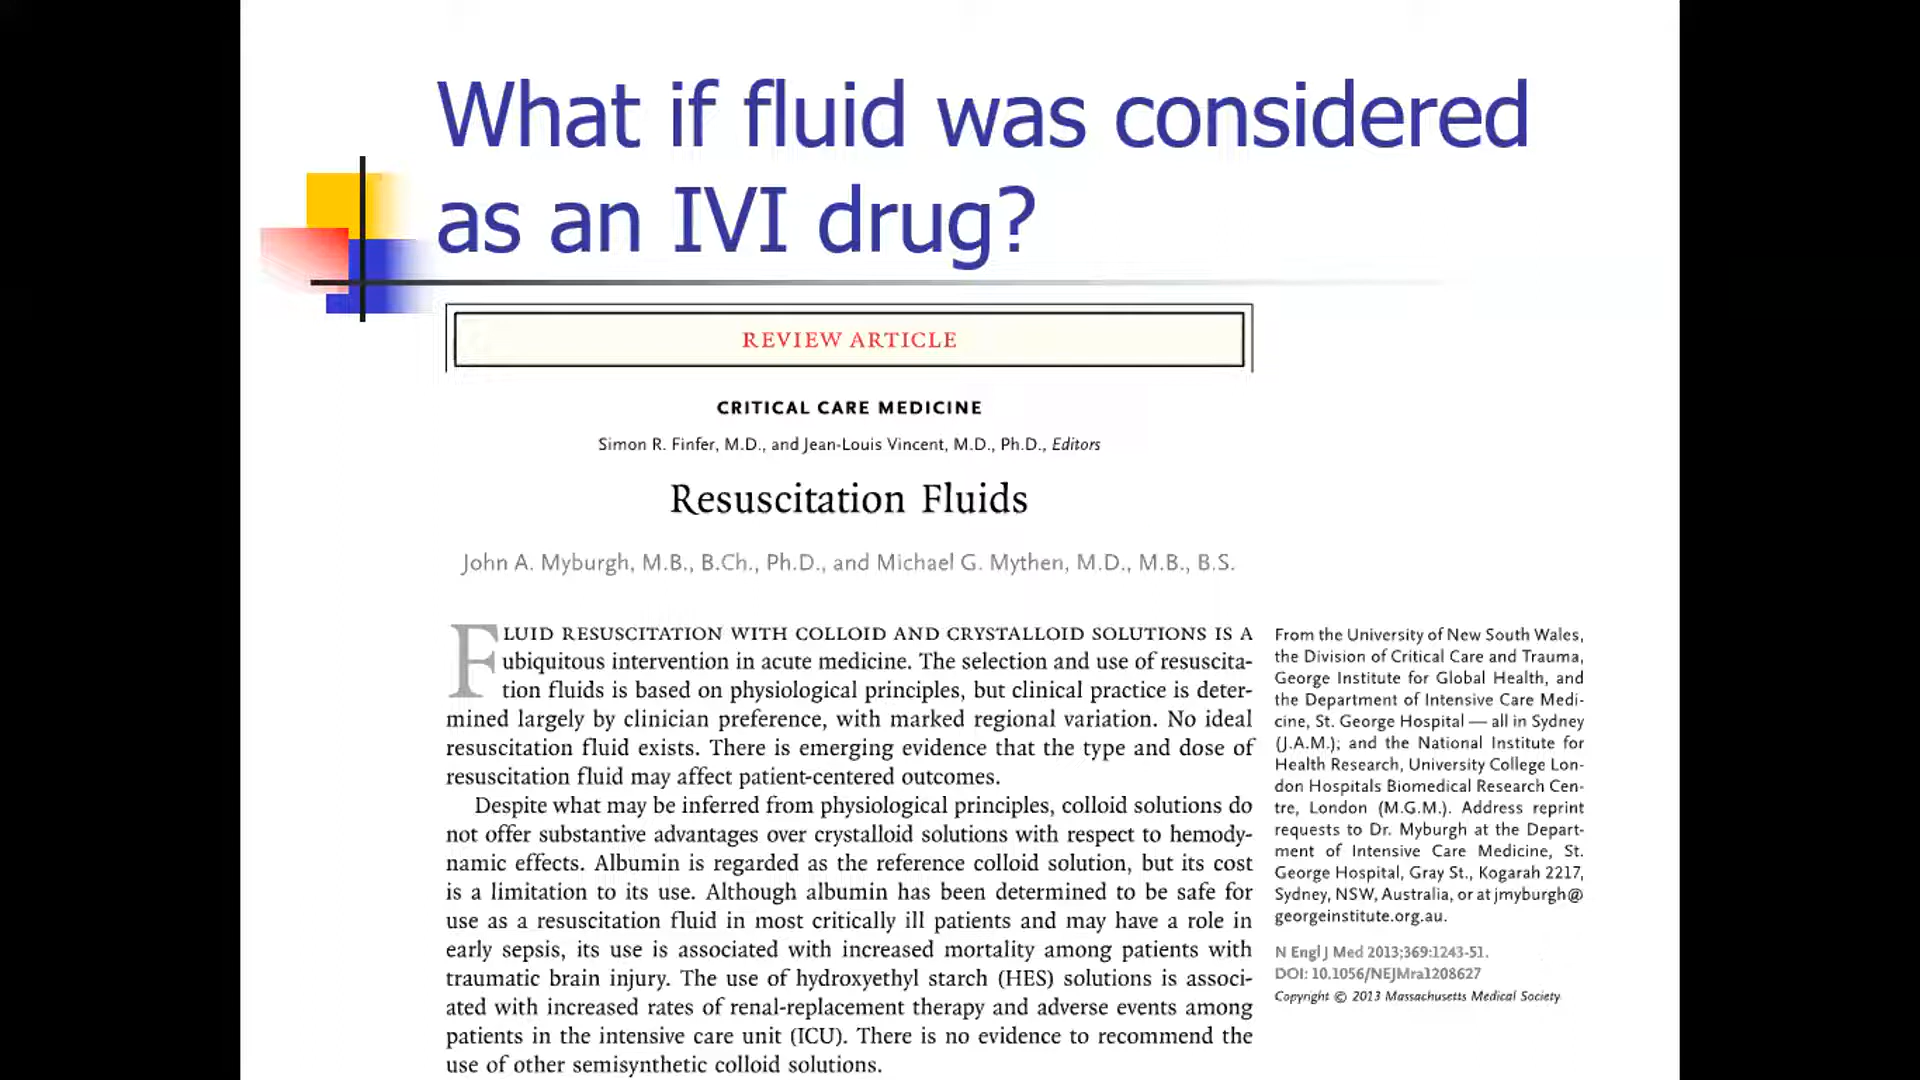 What if fluid was considered
as an IVI drug?
REVIEW ARTICLE
CRITICAL CARE MEDICINE
Simon R. Finfer, M.D., and Jean-Louis Vincent, M.D., Ph.D., Editors
Resuscitation Fluids
John A. Myburgh, M.B., B.Ch., Ph.D., and Michael G. Mythen, M.D., M.B., B.S.
FLUID RESUSCITATION WITH COLLOID AND CRYSTALLOID SOLUTIONS IS A
ubiquitous intervention in acute medicine. The selection and use of resuscita-
tion fluids is based on physiological principles, but clinical practice is deter-
mined largely by clinician preference, with marked regional variation. No ideal
resuscitation fluid exists. There is emerging evidence that the type and dose of
resuscitation fluid may affect patient-centered outcomes.
Despite what may be inferred from physiological principles, colloid solutions do
not offer substantive advantages over crystalloid solutions with respect to hemody-
namic effects. Albumin is regarded as the reference colloid solution, but its cost
is a limitation to its use. Although albumin has been determined to be safe for
use as a resuscitation fluid in most critically ill patients and may have a role in
early sepsis, its use is associated with increased mortality among patients with
traumatic brain injury. The use of hydroxyethyl starch (HES) solutions is associ-
ated with increased rates of renal-replacement therapy and adverse events among
patients in the intensive care unit (ICU). There is no evidence to recommend the
use of other semisynthetic colloid solutions.
From the University of New South Wales,
the Division of Critical Care and Trauma,
George Institute for Global Health, and
the Department of Intensive Care Medi-
cine, St. George Hospital — all in Sydney
(J.A.M.); and the National Institute for
Health Research, University College Lon-
don Hospitals Biomedical Research Cen-
tre, London (M.G.M.). Address reprint
requests to Dr. Myburgh at the Depart-
ment of Intensive Care Medicine, St.
George Hospital, Gray St., Kogarah 2217,
Sydney, NSW, Australia, or at jmyburgh@
georgeinstitute.org.au.
N Engl J Med 2013;369:1243-51.
DOI: 10.1056/NEJMra1208627
Copyright © 2013 Massachusetts Medical Society